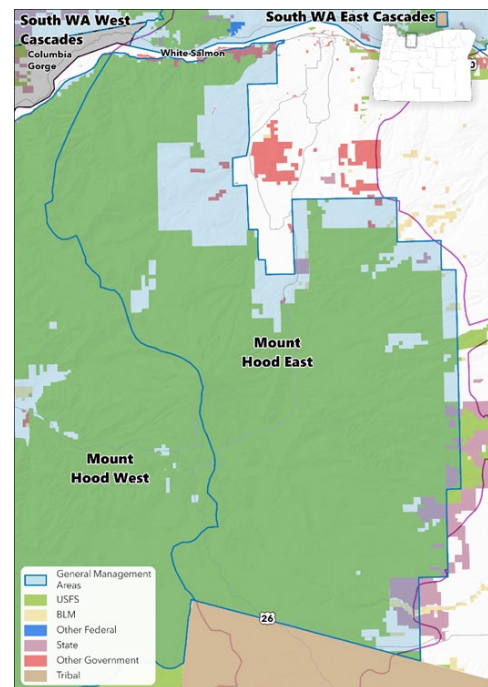 South WA West
Cascades
South WA East Cascades
Columbia
Gorge
White Salmon
Mount
Hood East
Mount
Hood West
26
General Management
Areas
USFS
BLM
Other Federal
State
Other Government
Tribal